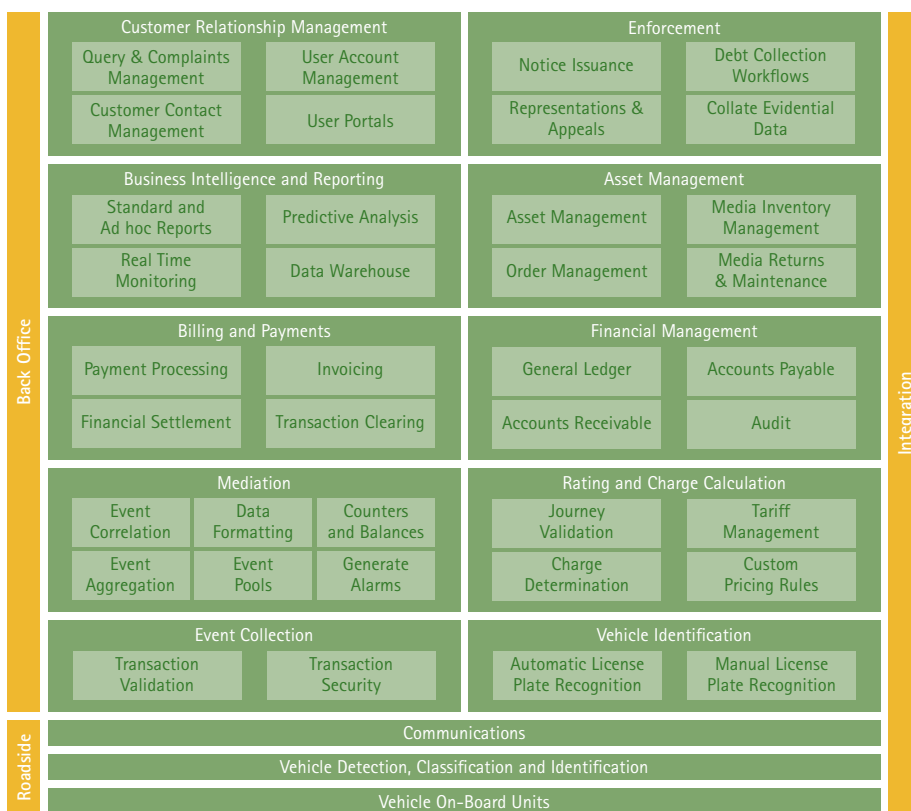 Customer Relationship Management
Query & Complaints
Management
User Account
Management
Customer Contact
Management
User Portals
Enforcement
Notice Issuance
Debt Collection
Workflows
Representations &
Appeals
Collate Evidential
Data
Business Intelligence and Reporting
Standard and
Ad hoc Reports
Predictive Analysis
Real Time
Monitoring
Data Warehouse
Asset Management
Asset Management
Media Inventory
Management
Order Management
Media Returns
& Maintenance
Back Office
Billing and Payments
Payment Processing
Invoicing
Financial Settlement
Transaction Clearing
Financial Management
General Ledger
Accounts Payable
Accounts Receivable
Audit
Integration
Mediation
Event
Correlation
Data
Formatting
Counters
and Balances
Event
Aggregation
Event
Pools
Generate
Alarms
Rating and Charge Calculation
Journey
Validation
Tariff
Management
Charge
Determination
Custom
Pricing Rules
Event Collection
Transaction
Validation
Transaction
Security
Vehicle Identification
Automatic License
Plate Recognition
Manual License
Plate Recognition
Roadside
Communications
Vehicle Detection, Classification and Identification
Vehicle On-Board Units